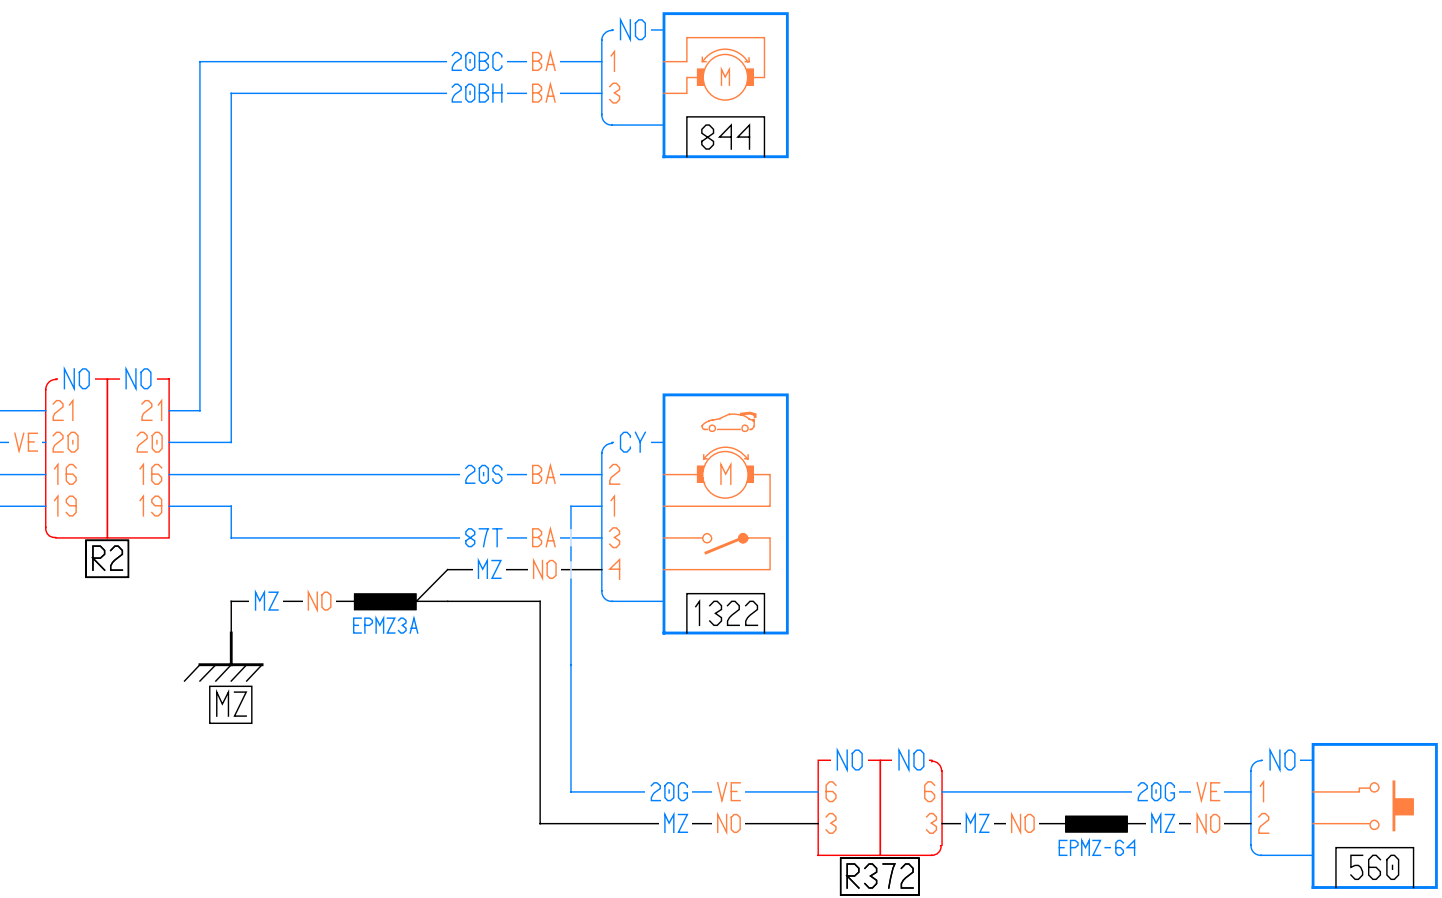 NO
20BC BA 1
20BH BA 3
M
844
NO NO
21 21
VE 20 20
16 16
19 19
R2
CY
20S BA 2
1
87T BA 3
MZ NO 4
M
1322
MZ NO
EPMZ3A
MZ
NO NO
20G VE 6 6 20G VE 1
MZ NO 3 3 MZ NO MZ NO 2
EPMZ-64
R372
NO
560